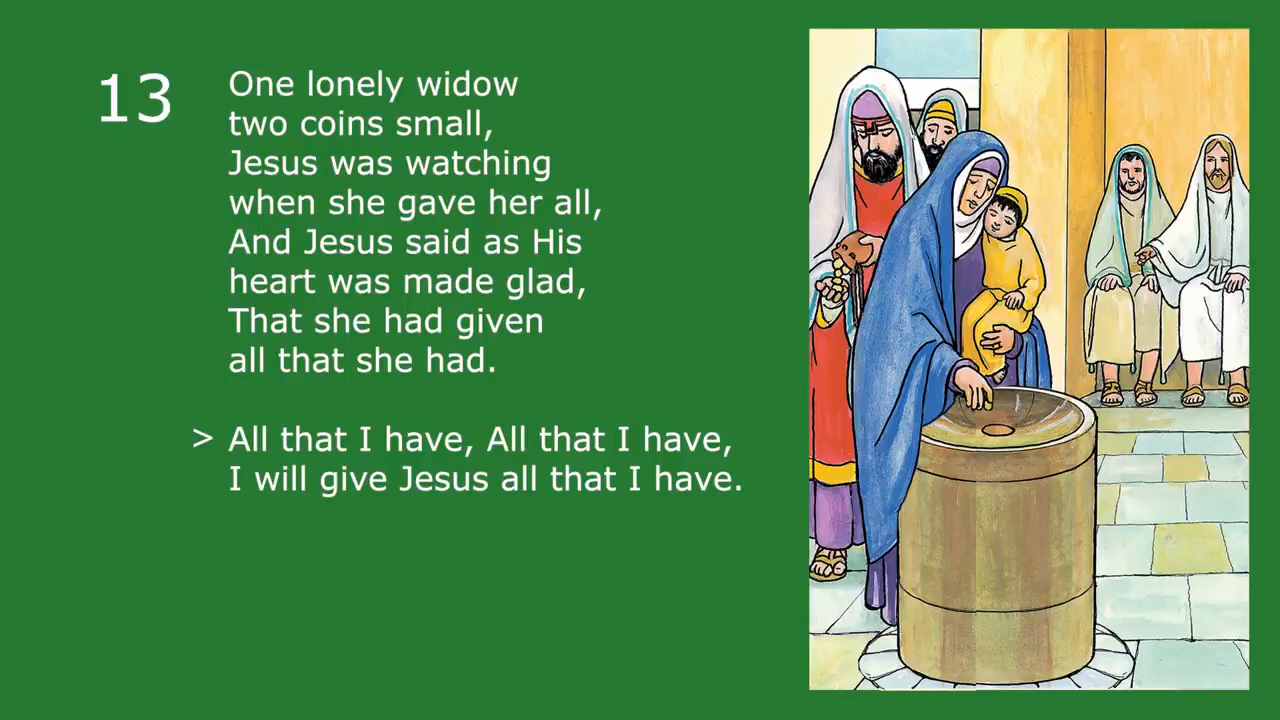 13
One lonely widow
two coins small,
Jesus was watching
when she gave her all,
And Jesus said as His
heart was made glad,
That she had given
all that she had.
> All that I have, All that I have,
I will give Jesus all that I have.